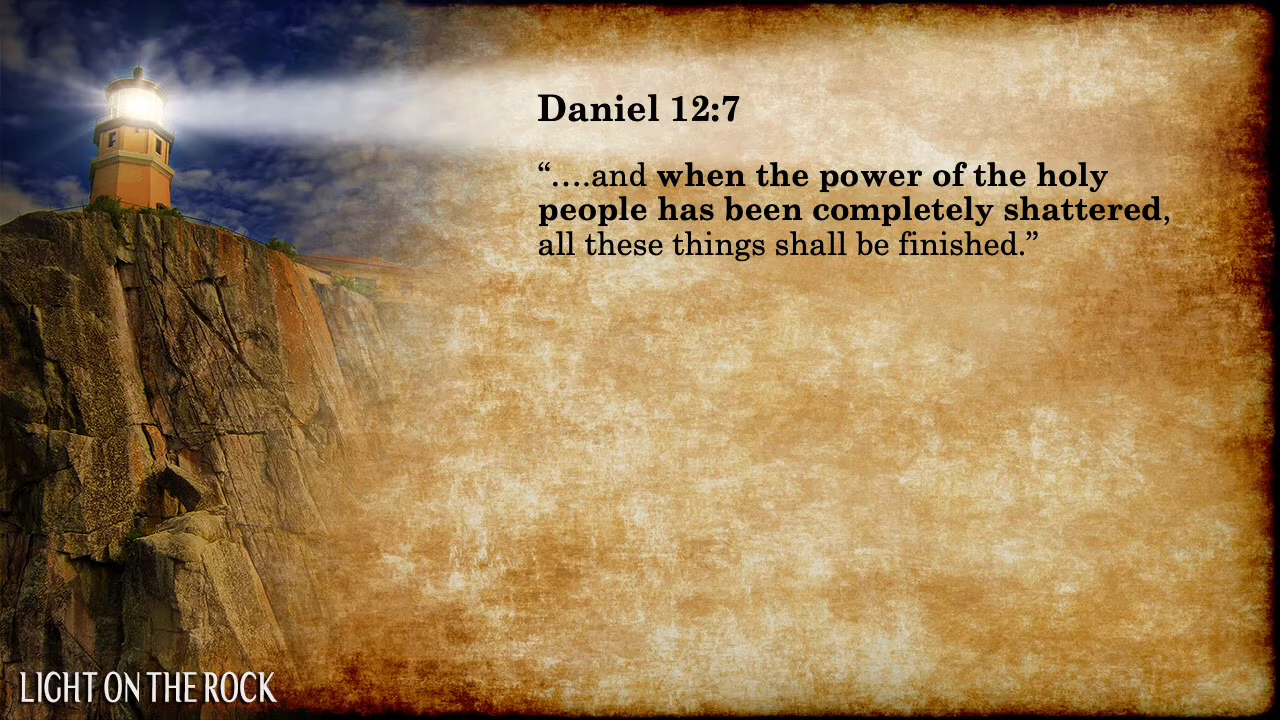 Daniel 12:7
“….and when the power of the holy
people has been completely shattered,
all these things shall be finished.”
LIGHT ON THE ROCK